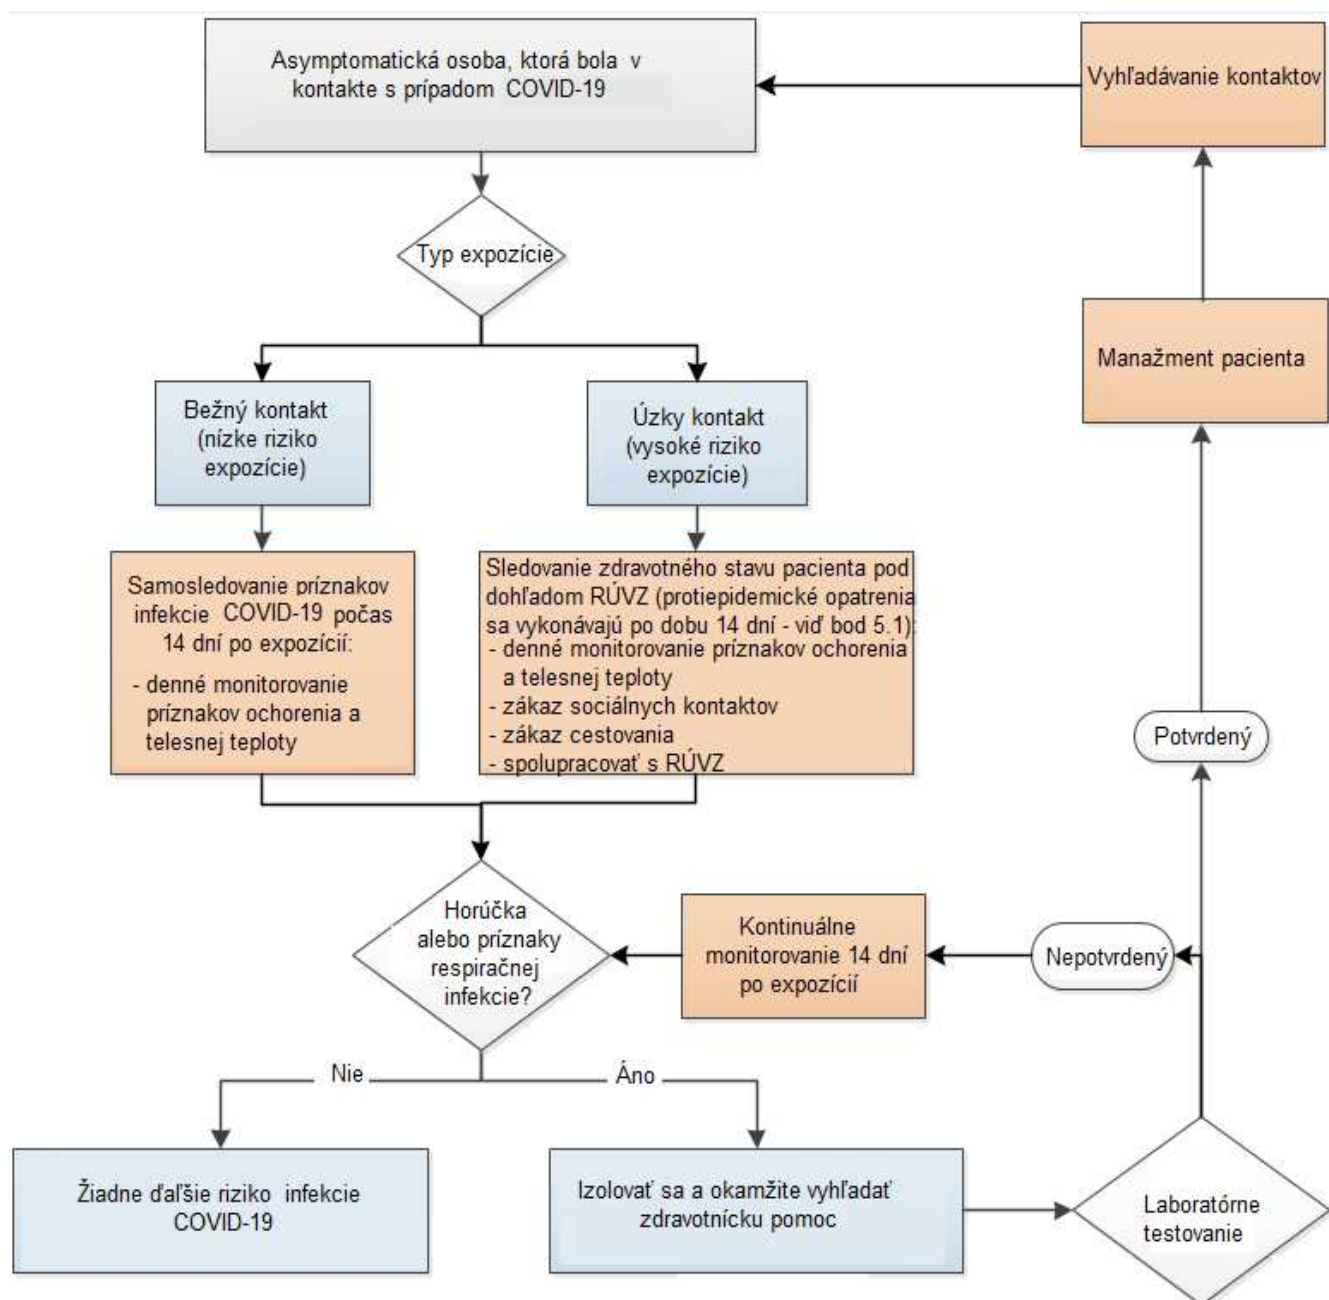 Asymptomatická osoba, ktorá bola v
kontakte s prípadom COVID-19
Vyhľadávanie kontaktov
Typ expozície
Manažment pacienta
Bežný kontakt
(nízke riziko
expozície)
Úzky kontakt
(vysoké riziko
expozície)
Samosledovanie príznakov
infekcie COVID-19 počas
14 dní po expozícií:
- denné monitorovanie
príznakov ochorenia a
telesnej teploty
Sledovanie zdravotného stavu pacienta pod
dohľadom RÚVZ (protiepidemické opatrenia
sa vykonávajú po dobu 14 dní - viď bod 5.1):
- denné monitorovanie príznakov ochorenia
a telesnej teploty
- zákaz sociálnych kontaktov
- zákaz cestovania
- spolupracovať s RÚVZ
Potvrdený
Horúčka
alebo príznaky
respiračnej
infekcie?
Kontinuálne
monitorovanie 14 dní
po expozícií
Nepotvrdený
Nie
Áno
Žiadne ďaľšie riziko infekcie
COVID-19
Izolovať sa a okamžite vyhľadať
zdravotnícku pomoc
Laboratórne
testovanie